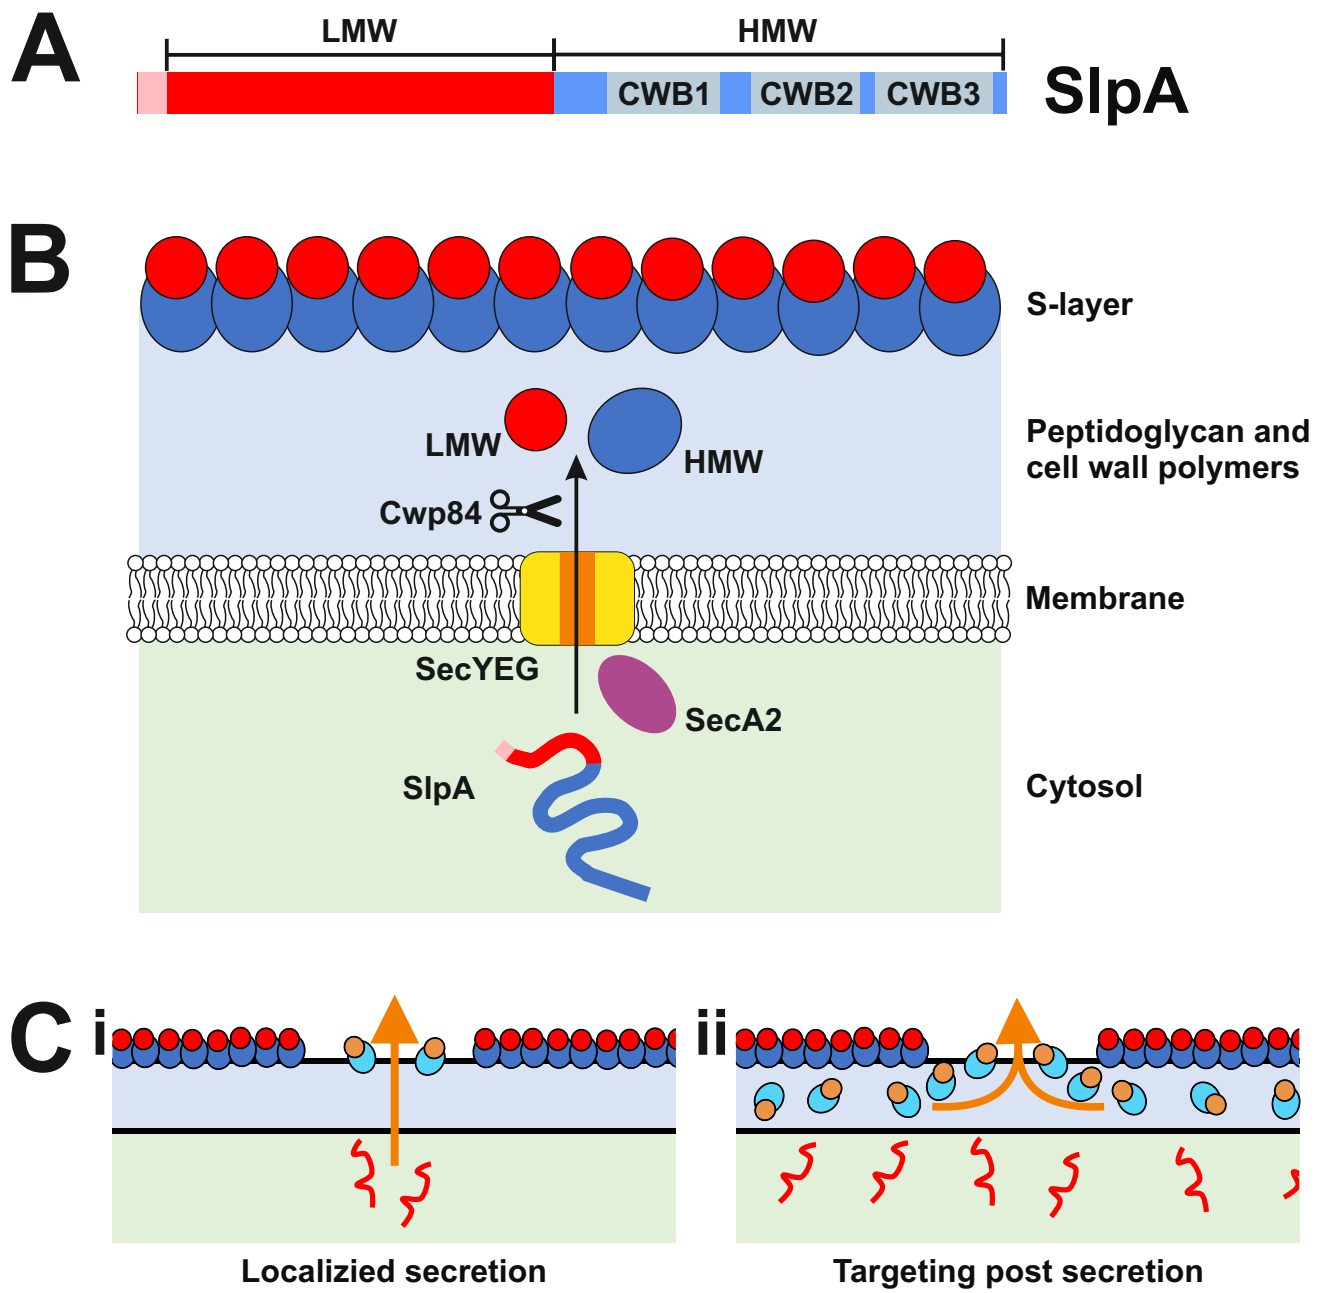 A
LMW
HMW
CWB1
CWB2
CWB3
SlpA
B
S-layer
LMW
HMW
Peptidoglycan and
cell wall polymers
Cwp84
Membrane
SecYEG
SecA2
SlpA
Cytosol
C
i
ii
Localizied secretion
Targeting post secretion